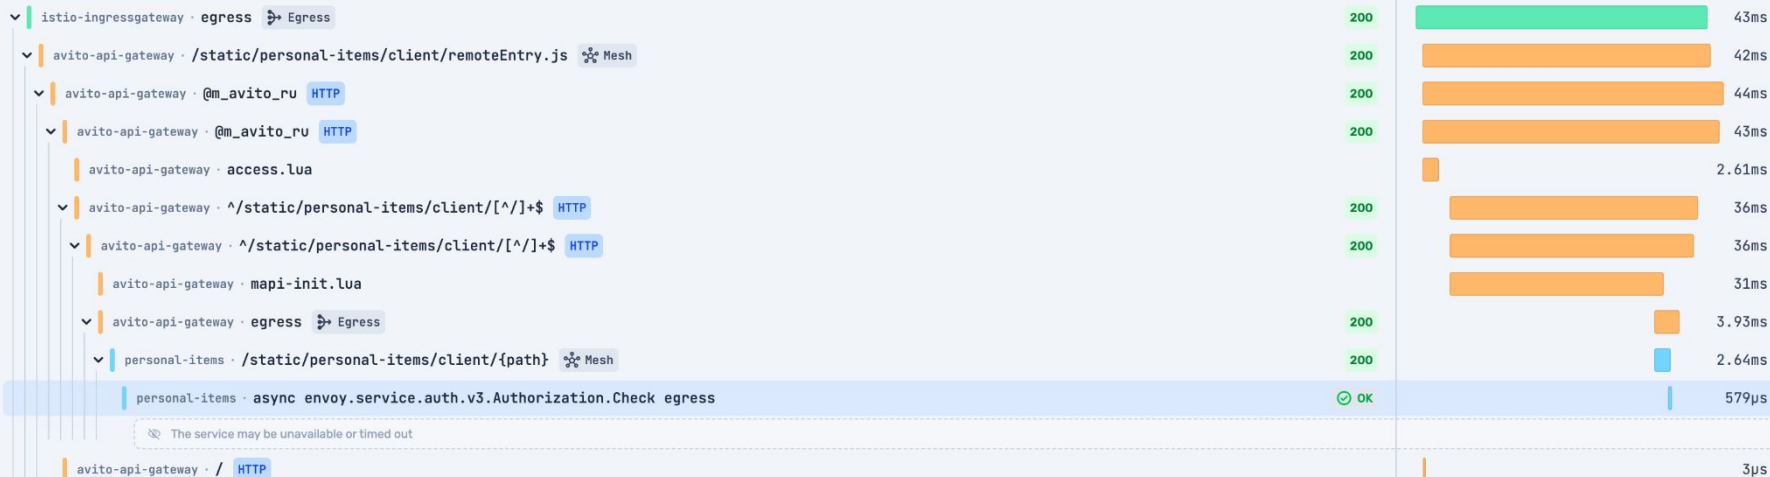 istio-ingressgateway · egress Egress 200 43ms
avito-api-gateway · /static/personal-items/client/remoteEntry.js Mesh 200 42ms
avito-api-gateway · @m_avito_ru HTTP 200 44ms
avito-api-gateway · @m_avito_ru HTTP 200 43ms
avito-api-gateway · access.lua 2.61ms
avito-api-gateway · ^/static/personal-items/client/[^/]+$ HTTP 200 36ms
avito-api-gateway · ^/static/personal-items/client/[^/]+$ HTTP 200 36ms
avito-api-gateway · mapi-init.lua 31ms
avito-api-gateway · egress Egress 200 3.93ms
personal-items · /static/personal-items/client/{path} Mesh 200 2.64ms
personal-items · async envoy.service.auth.v3.Authorization.Check egress OK 579µs
The service may be unavailable or timed out
avito-api-gateway · / HTTP 3µs